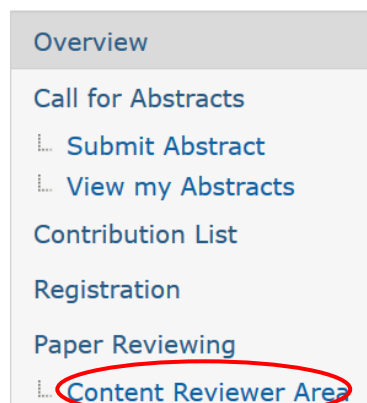 Overview
Call for Abstracts
Submit Abstract
View my Abstracts
Contribution List
Registration
Paper Reviewing
Content Reviewer Area